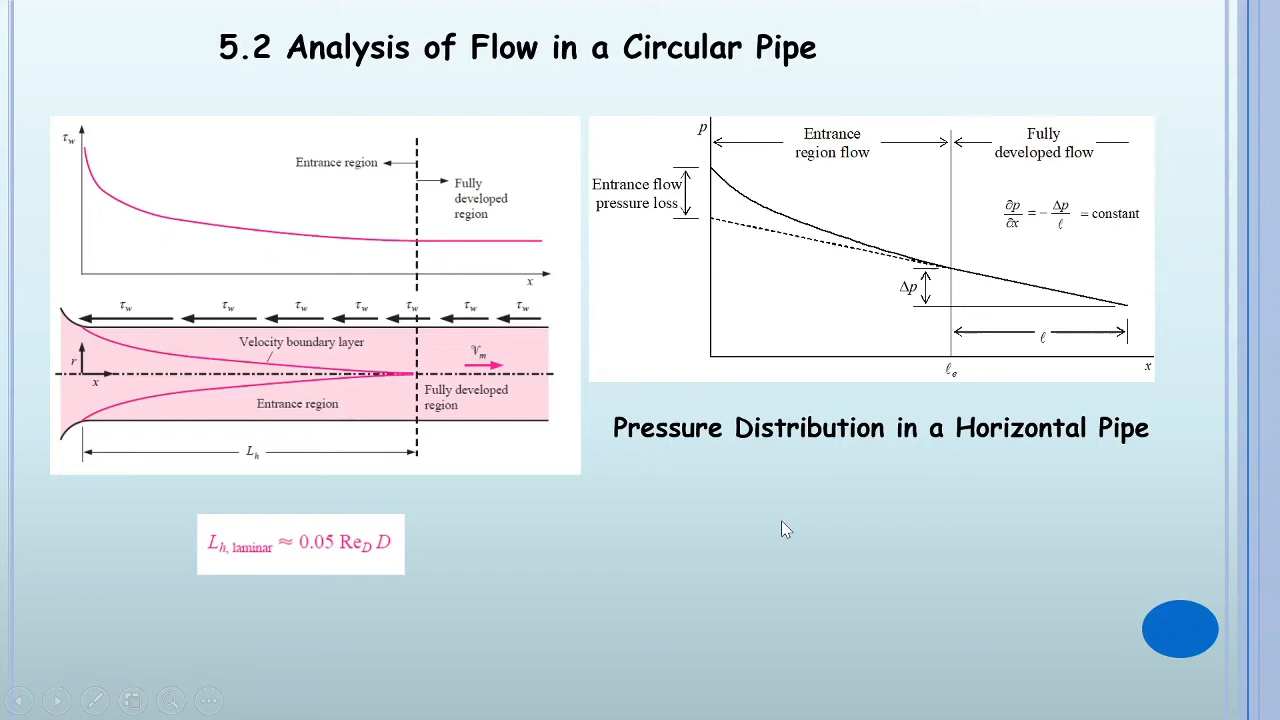 5.2 Analysis of Flow in a Circular Pipe
τw
Entrance region
Fully
developed
region
x
τw τw τw τw τw τw τw
Velocity boundary layer
𝒱m
r
x
Fully developed
region
Entrance region
Lh
Lh, laminar ≈ 0.05 ReD D
p
Entrance
region flow
Fully
developed flow
Entrance flow
pressure loss
∂p/∂x = − Δp/ℓ = constant
Δp
ℓ
ℓe
x
Pressure Distribution in a Horizontal Pipe